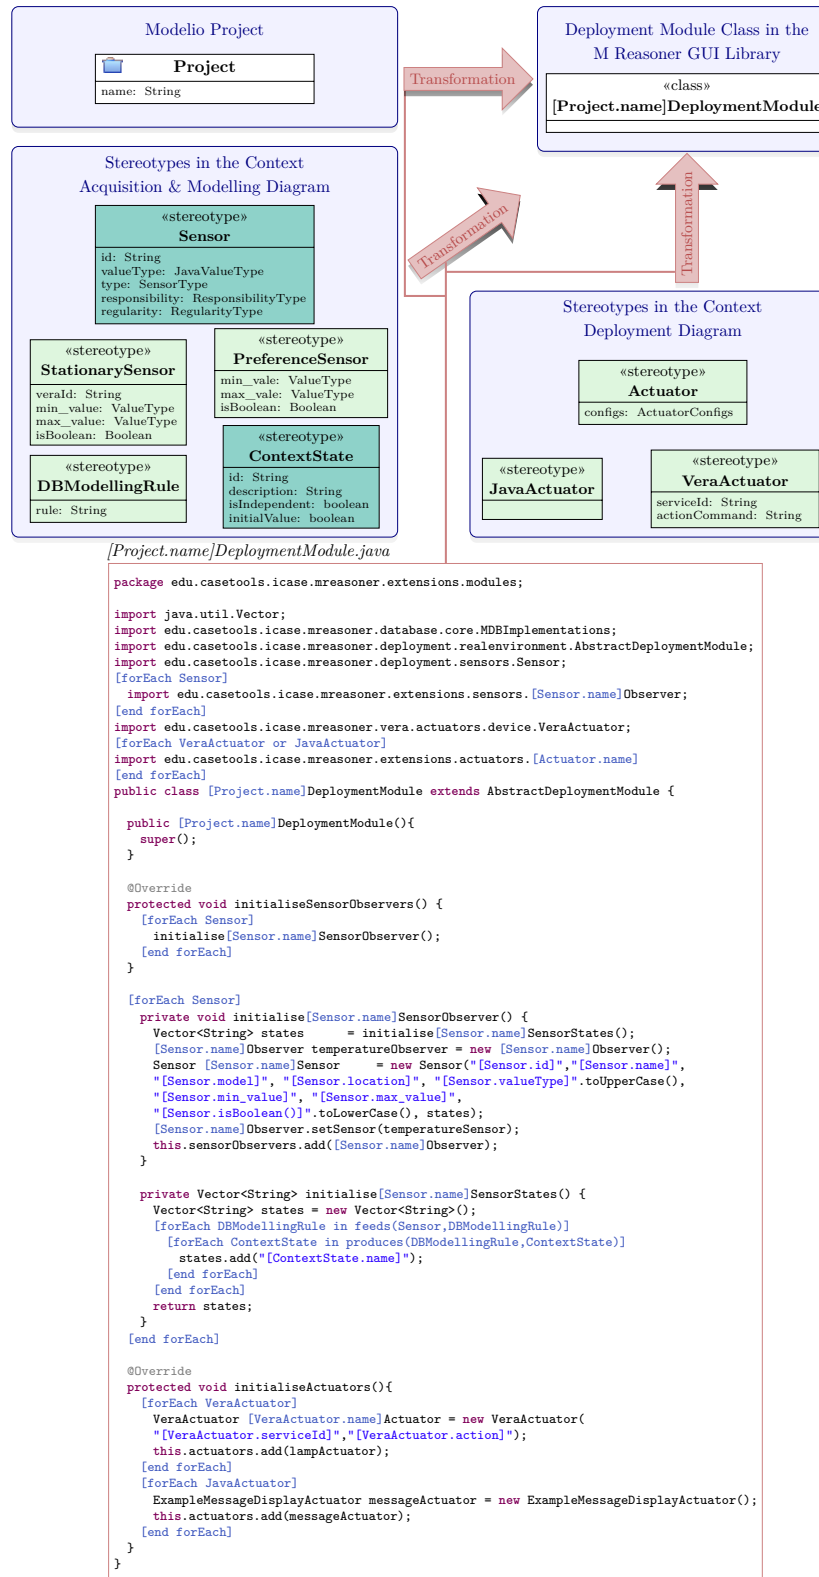 Modelio Project
Project
name: String
Transformation
Deployment Module Class in the
M Reasoner GUI Library
«class»
[Project.name]DeploymentModule
Stereotypes in the Context
Acquisition & Modelling Diagram
«stereotype»
Sensor
id: String
valueType: JavaValueType
type: SensorType
responsibility: ResponsibilityType
regularity: RegularityType
«stereotype»
StationarySensor
veraId: String
min_value: ValueType
max_value: ValueType
isBoolean: Boolean
«stereotype»
PreferenceSensor
min_vale: ValueType
max_vale: ValueType
isBoolean: Boolean
«stereotype»
DBModellingRule
rule: String
«stereotype»
ContextState
id: String
description: String
isIndependent: boolean
initialValue: boolean
Transformation
Transformation
Stereotypes in the Context
Deployment Diagram
«stereotype»
Actuator
configs: ActuatorConfigs
«stereotype»
JavaActuator
«stereotype»
VeraActuator
serviceId: String
actionCommand: String
[Project.name]DeploymentModule.java
package edu.casetools.icase.mreasoner.extensions.modules;
import java.util.Vector;
import edu.casetools.icase.mreasoner.database.core.MDBImplementations;
import edu.casetools.icase.mreasoner.deployment.realenvironment.AbstractDeploymentModule;
import edu.casetools.icase.mreasoner.deployment.sensors.Sensor;
[forEach Sensor]
import edu.casetools.icase.mreasoner.extensions.sensors.[Sensor.name]Observer;
[end forEach]
import edu.casetools.icase.mreasoner.vera.actuators.device.VeraActuator;
[forEach VeraActuator or JavaActuator]
import edu.casetools.icase.mreasoner.extensions.actuators.[Actuator.name]
[end forEach]
public class [Project.name]DeploymentModule extends AbstractDeploymentModule {
public [Project.name]DeploymentModule(){
super();
}
@Override
protected void initialiseSensorObservers() {
[forEach Sensor]
initialise[Sensor.name]SensorObserver();
[end forEach]
}
[forEach Sensor]
private void initialise[Sensor.name]SensorObserver() {
Vector<String> states = initialise[Sensor.name]SensorStates();
[Sensor.name]Observer temperatureObserver = new [Sensor.name]Observer();
Sensor [Sensor.name]Sensor = new Sensor("[Sensor.id]","[Sensor.name]",
"[Sensor.model]", "[Sensor.location]", "[Sensor.valueType]".toUpperCase(),
"[Sensor.min_value]", "[Sensor.max_value]",
"[Sensor.isBoolean()]".toLowerCase(), states);
[Sensor.name]Observer.setSensor(temperatureSensor);
this.sensorObservers.add([Sensor.name]Observer);
}
private Vector<String> initialise[Sensor.name]SensorStates() {
Vector<String> states = new Vector<String>();
[forEach DBModellingRule in feeds(Sensor,DBModellingRule)]
[forEach ContextState in produces(DBModellingRule,ContextState)]
states.add("[ContextState.name]");
[end forEach]
[end forEach]
return states;
}
[end forEach]
@Override
protected void initialiseActuators(){
[forEach VeraActuator]
VeraActuator [VeraActuator.name]Actuator = new VeraActuator(
"[VeraActuator.serviceId]","[VeraActuator.action]");
this.actuators.add(lampActuator);
[end forEach]
[forEach JavaActuator]
ExampleMessageDisplayActuator messageActuator = new ExampleMessageDisplayActuator();
this.actuators.add(messageActuator);
[end forEach]
}
}